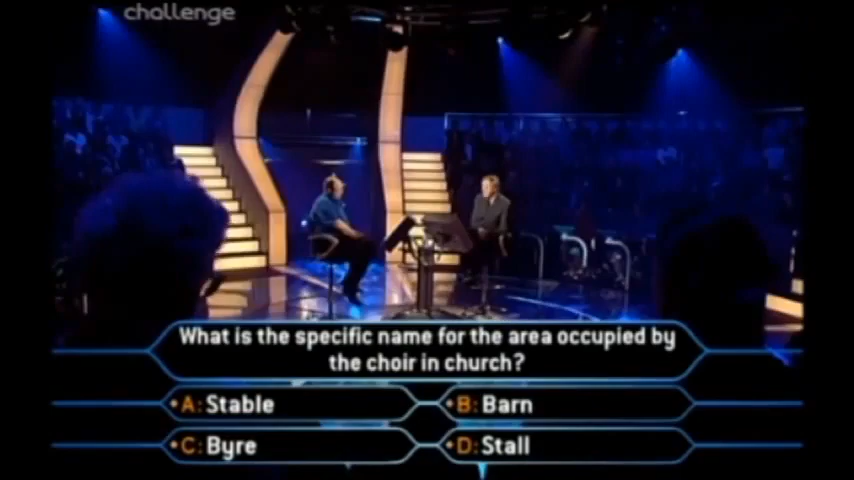 challenge
What is the specific name for the area occupied by
the choir in church?
A: Stable
B: Barn
C: Byre
D: Stall